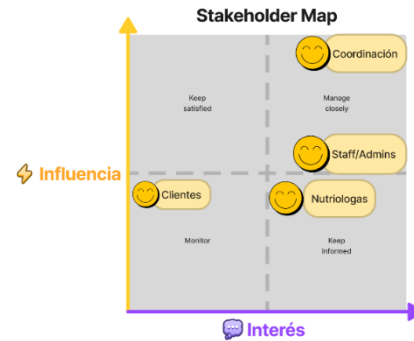 Stakeholder Map
Coordinación
Keep
satisfied
Manage
closely
Staff/Admins
Influencia
Clientes
Nutriologas
Monitor
Keep
informed
Interés